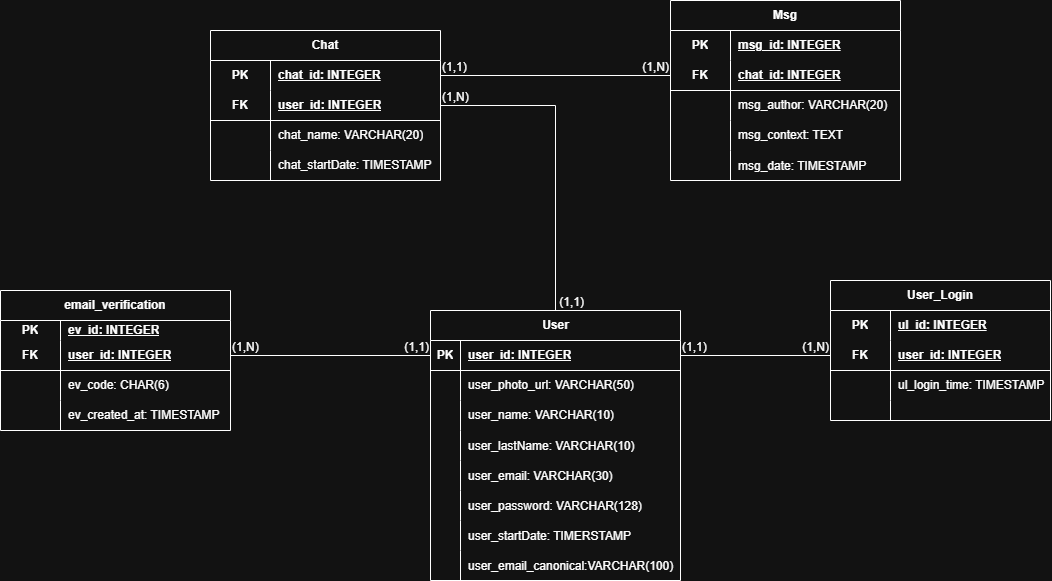 Chat
PK chat_id: INTEGER
FK user_id: INTEGER
chat_name: VARCHAR(20)
chat_startDate: TIMESTAMP
(1,1)
(1,N)
(1,N)
Msg
PK msg_id: INTEGER
FK chat_id: INTEGER
msg_author: VARCHAR(20)
msg_context: TEXT
msg_date: TIMESTAMP
email_verification
PK ev_id: INTEGER
FK user_id: INTEGER
ev_code: CHAR(6)
ev_created_at: TIMESTAMP
(1,N)
(1,1)
(1,1)
User
PK user_id: INTEGER
user_photo_url: VARCHAR(50)
user_name: VARCHAR(10)
user_lastName: VARCHAR(10)
user_email: VARCHAR(30)
user_password: VARCHAR(128)
user_startDate: TIMERSTAMP
user_email_canonical:VARCHAR(100)
(1,1)
(1,N)
User_Login
PK ul_id: INTEGER
FK user_id: INTEGER
ul_login_time: TIMESTAMP